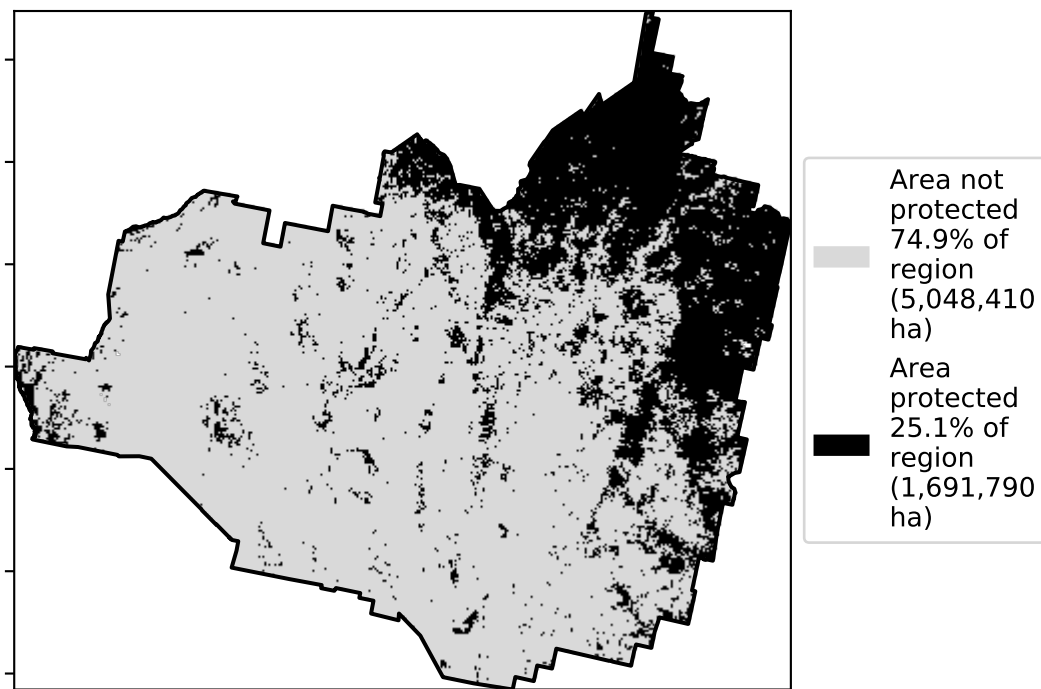 Area not
protected
74.9% of
region
(5,048,410
ha)
Area
protected
25.1% of
region
(1,691,790
ha)